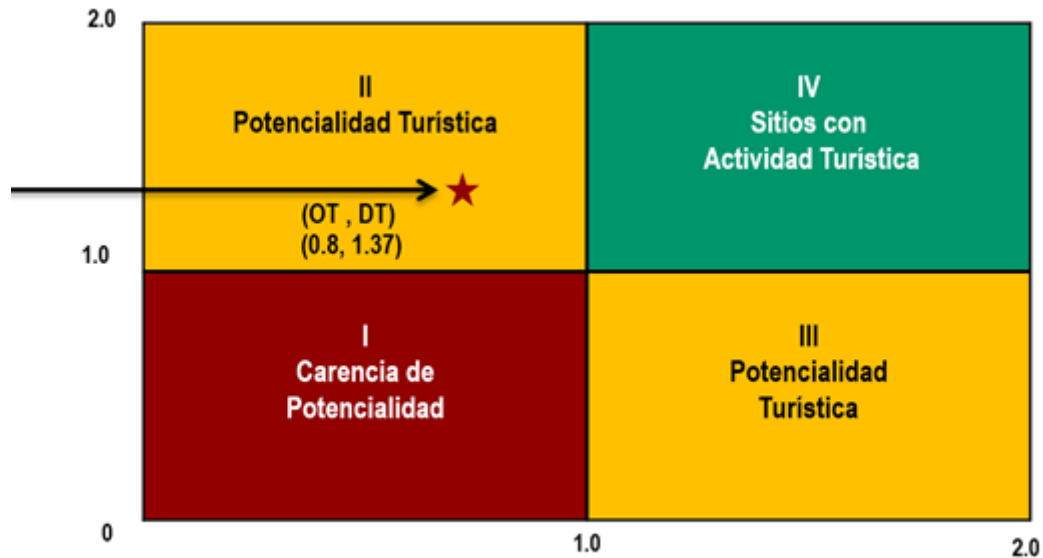 2.0
II
Potencialidad Turística
IV
Sitios con
Actividad Turística
(OT , DT)
(0.8, 1.37)
1.0
I
Carencia de
Potencialidad
III
Potencialidad
Turística
0
1.0
2.0